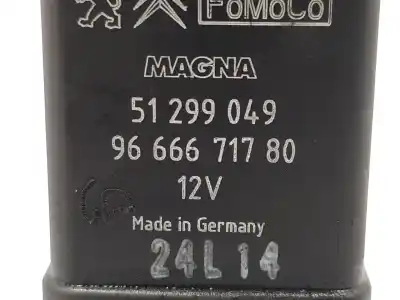 FoMoCo
MAGNA
51 299 049
96 666 717 80
12V
Made in Germany
24L14